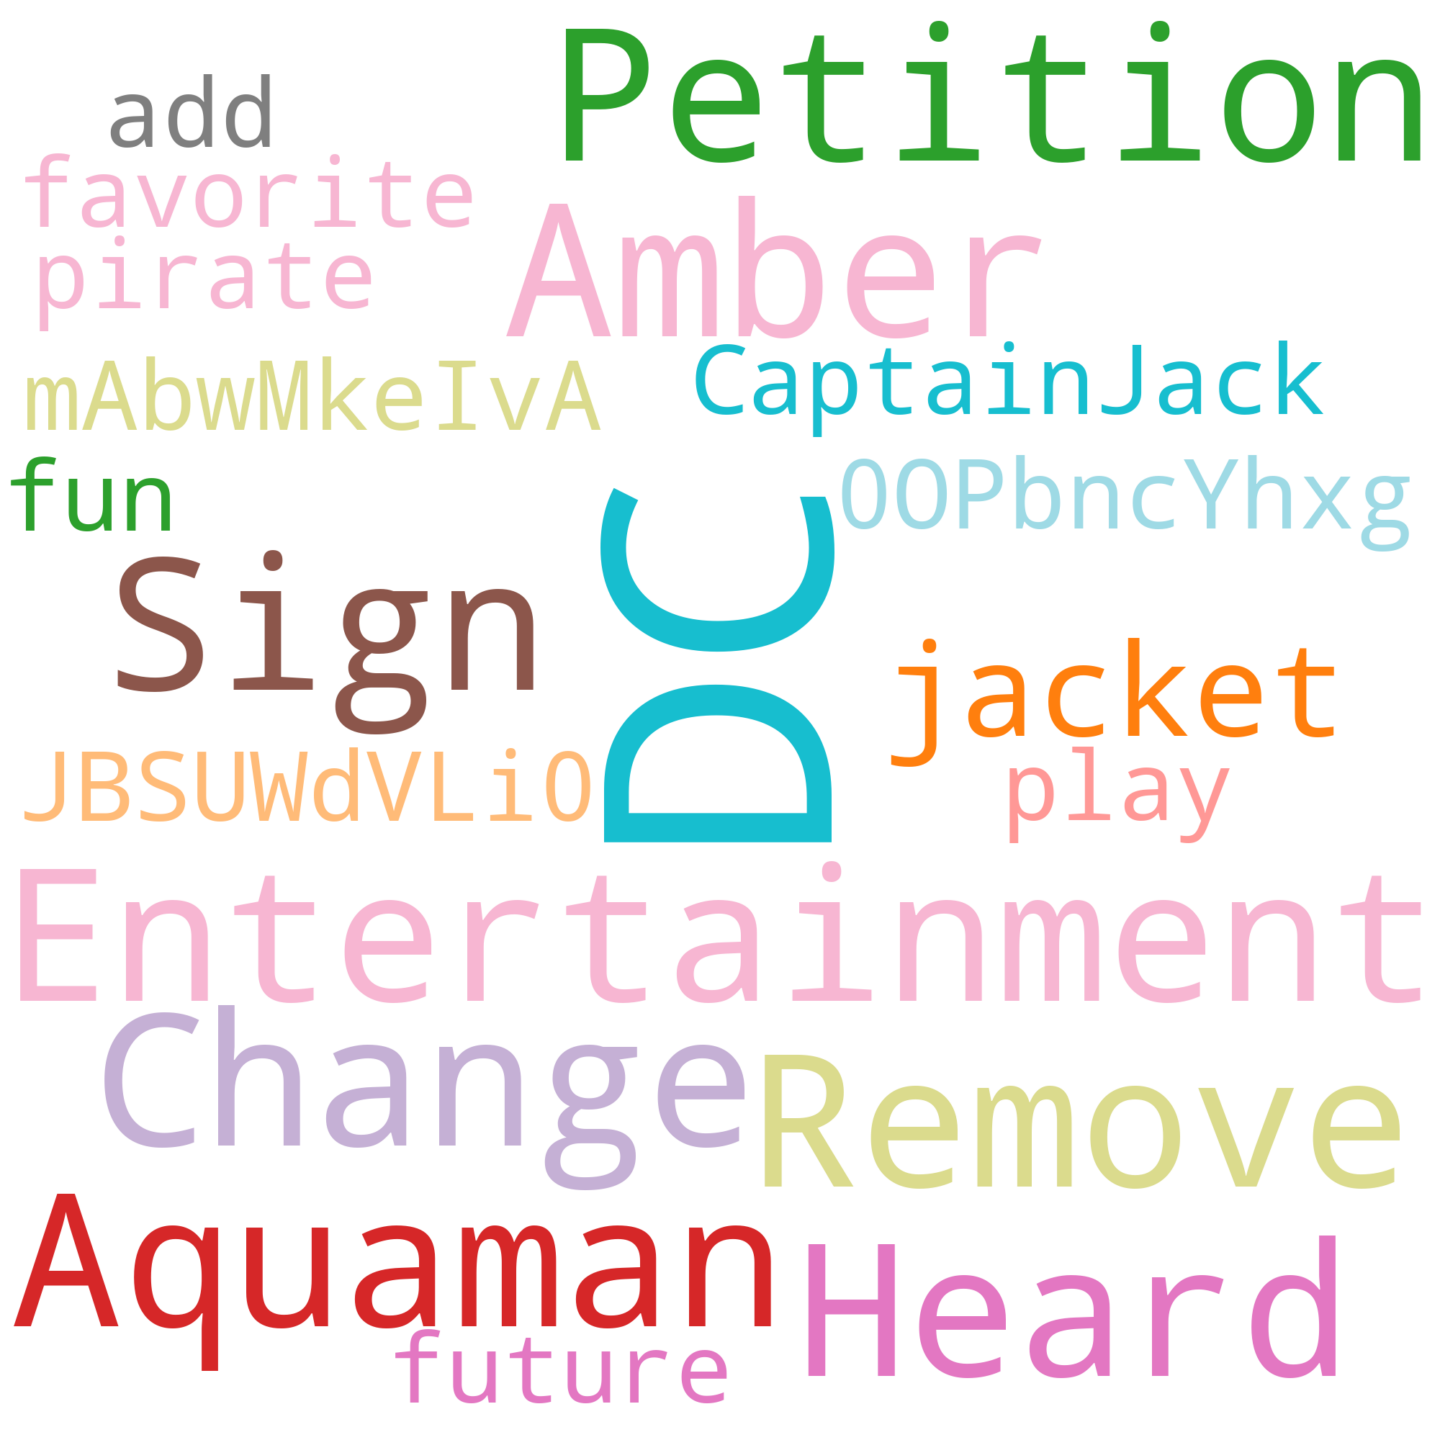 Petition
add
favorite
Amber
pirate
CaptainJack
mAbwMkeIvA
0OPbncYhxg
fun
DC
Sign
jacket
JBSUWdVLiO
play
Entertainment
Change
Remove
Aquaman
Heard
future